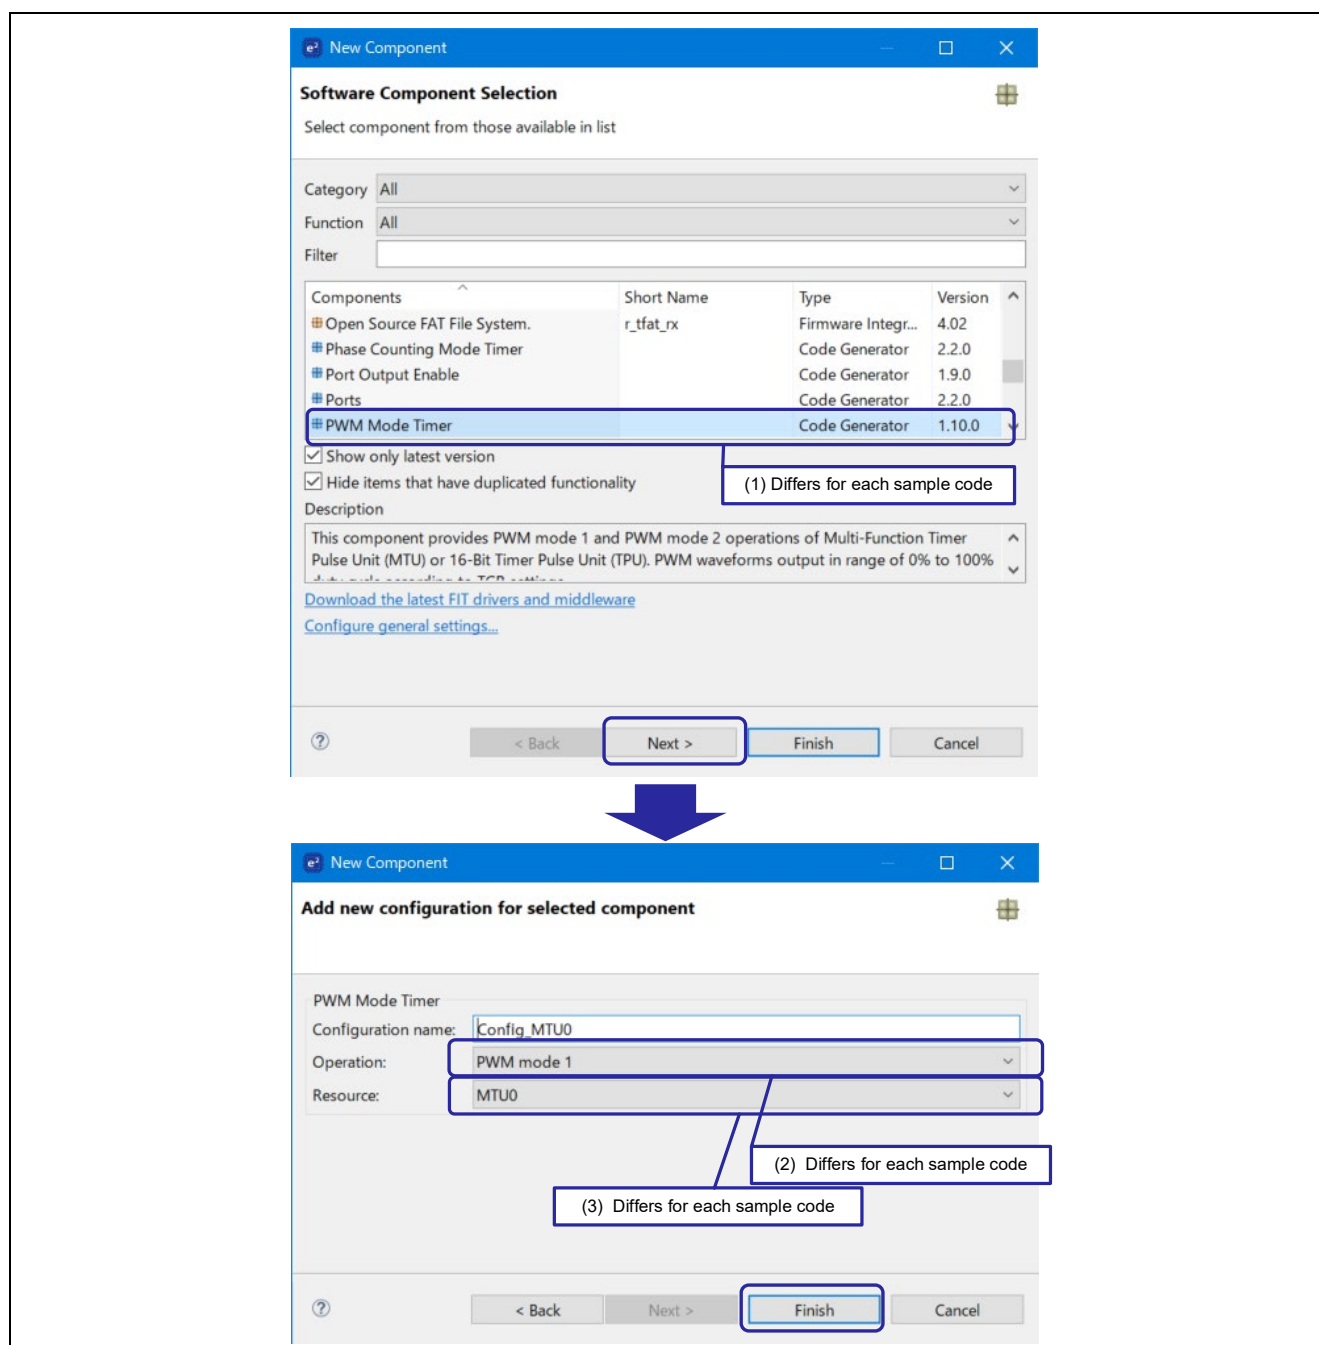 e² New Component
Software Component Selection
Select component from those available in list
Category All
Function All
Filter
Components Short Name Type Version
Open Source FAT File System. r_tfat_rx Firmware Integr... 4.02
Phase Counting Mode Timer Code Generator 2.2.0
Port Output Enable Code Generator 1.9.0
Ports Code Generator 2.2.0
PWM Mode Timer Code Generator 1.10.0
Show only latest version
(1) Differs for each sample code
Hide items that have duplicated functionality
Description
This component provides PWM mode 1 and PWM mode 2 operations of Multi-Function Timer
Pulse Unit (MTU) or 16-Bit Timer Pulse Unit (TPU). PWM waveforms output in range of 0% to 100%
duty cycle according to TGR settings
Download the latest FIT drivers and middleware
Configure general settings...
? < Back Next > Finish Cancel
e² New Component
Add new configuration for selected component
PWM Mode Timer
Configuration name: Config_MTU0
Operation: PWM mode 1
Resource: MTU0
(2) Differs for each sample code
(3) Differs for each sample code
? < Back Next > Finish Cancel